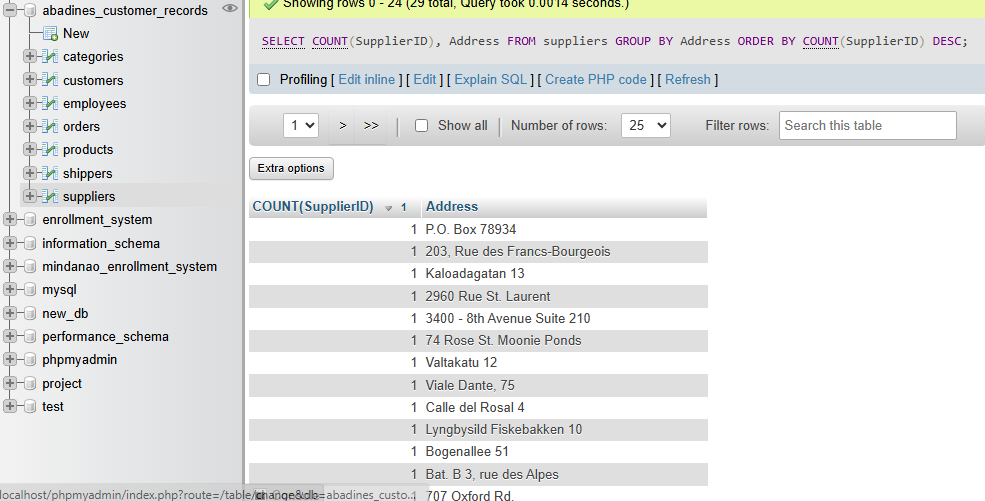 abadines_customer_records
New
categories
customers
employees
orders
products
shippers
suppliers
enrollment_system
information_schema
mindanao_enrollment_system
mysql
new_db
performance_schema
phpmyadmin
project
test
localhost/phpmyadmin/index.php?route=/table/change&db=abadines_custo...
Showing rows 0 - 24 (29 total, Query took 0.0014 seconds.)
SELECT COUNT(SupplierID), Address FROM suppliers GROUP BY Address ORDER BY COUNT(SupplierID) DESC;
Profiling [ Edit inline ] [ Edit ] [ Explain SQL ] [ Create PHP code ] [ Refresh ]
1 > >> Show all Number of rows: 25 Filter rows: Search this table
Extra options
COUNT(SupplierID) 1 Address
1 P.O. Box 78934
1 203, Rue des Francs-Bourgeois
1 Kaloadagatan 13
1 2960 Rue St. Laurent
1 3400 - 8th Avenue Suite 210
1 74 Rose St. Moonie Ponds
1 Valtakatu 12
1 Viale Dante, 75
1 Calle del Rosal 4
1 Lyngbysild Fiskebakken 10
1 Bogenallee 51
1 Bat. B 3, rue des Alpes
1 707 Oxford Rd.